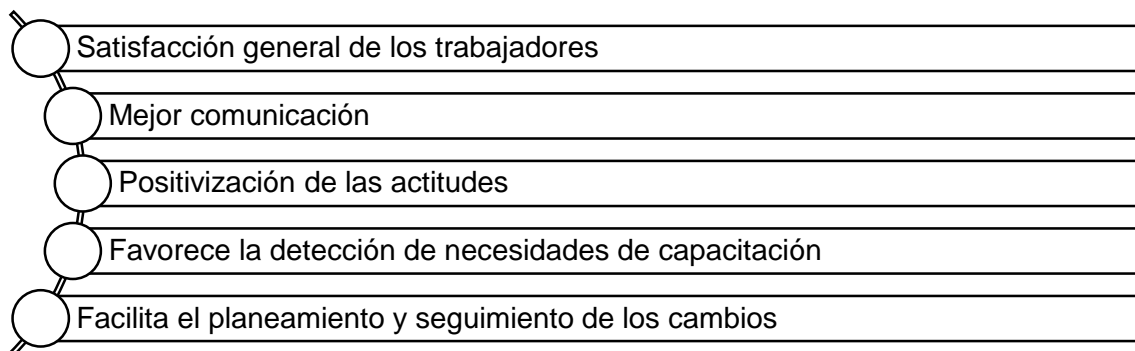 Satisfacción general de los trabajadores
Mejor comunicación
Positivización de las actitudes
Favorece la detección de necesidades de capacitación
Facilita el planeamiento y seguimiento de los cambios